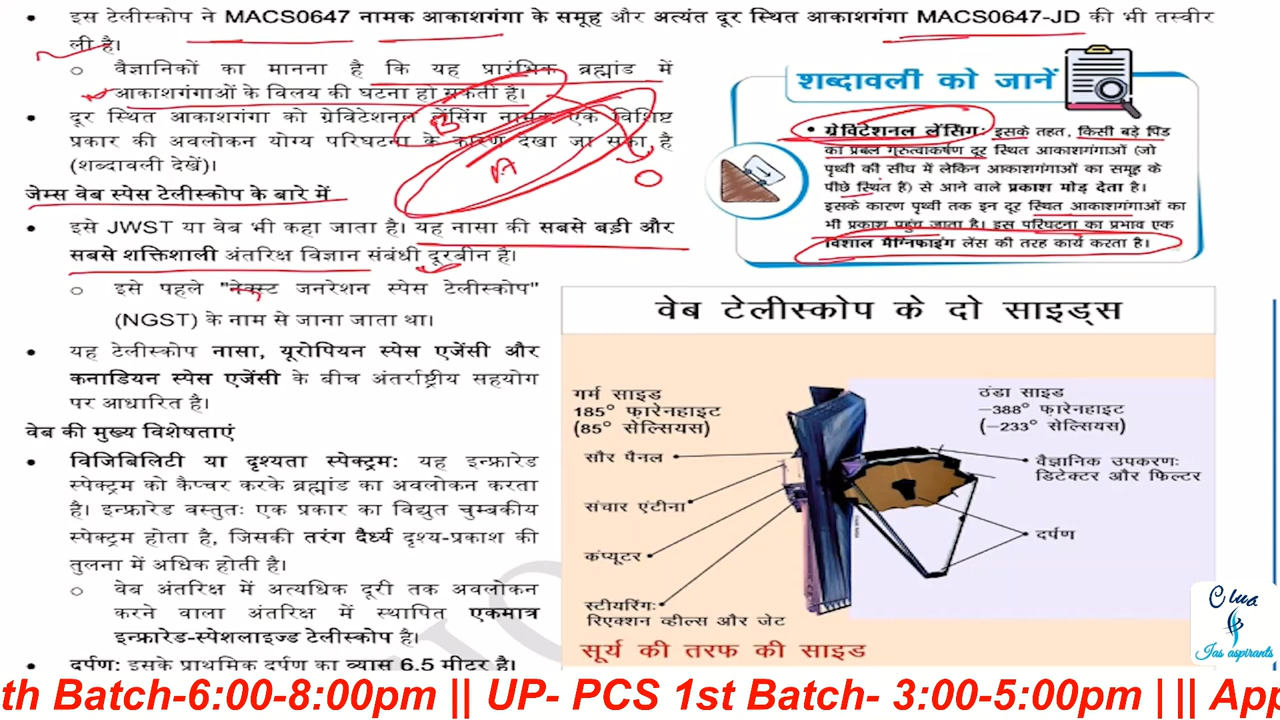 इस टेलीस्कोप ने MACS0647 नामक आकाशगंगा के समूह और अत्यंत दूर स्थित आकाशगंगा MACS0647-JD की भी तस्वीर
ली है।
वैज्ञानिकों का मानना है कि यह प्रारंभिक ब्रह्मांड में
आकाशगंगाओं के विलय की घटना हो सकती है।
दूर स्थित आकाशगंगा को ग्रेविटेशनल लेंसिंग नामक एक विशिष्ट
प्रकार की अवलोकन योग्य परिघटना के कारण देखा जा सका है
(शब्दावली देखें)।
B
A
जेम्स वेब स्पेस टेलीस्कोप के बारे में
इसे JWST या वेब भी कहा जाता है। यह नासा की सबसे बड़ी और
सबसे शक्तिशाली अंतरिक्ष विज्ञान संबंधी दूरबीन है।
इसे पहले "नेक्स्ट जनरेशन स्पेस टेलीस्कोप"
(NGST) के नाम से जाना जाता था।
यह टेलीस्कोप नासा, यूरोपियन स्पेस एजेंसी और
कनाडियन स्पेस एजेंसी के बीच अंतर्राष्ट्रीय सहयोग
पर आधारित है।
वेब की मुख्य विशेषताएं
विजिबिलिटी या दृश्यता स्पेक्ट्रम: यह इन्फ्रारेड
स्पेक्ट्रम को कैप्चर करके ब्रह्मांड का अवलोकन करता
है। इन्फ्रारेड वस्तुतः एक प्रकार का विद्युत चुम्बकीय
स्पेक्ट्रम होता है, जिसकी तरंग दैर्ध्य दृश्य-प्रकाश की
तुलना में अधिक होती है।
वेब अंतरिक्ष में अत्यधिक दूरी तक अवलोकन
करने वाला अंतरिक्ष में स्थापित एकमात्र
इन्फ्रारेड-स्पेशलाइज्ड टेलीस्कोप है।
दर्पण: इसके प्राथमिक दर्पण का व्यास 6.5 मीटर है।
शब्दावली को जानें
ग्रेविटेशनल लेंसिंग: इसके तहत, किसी बड़े पिंड
का प्रबल गुरुत्वाकर्षण दूर स्थित आकाशगंगाओं (जो
पृथ्वी की सीध में लेकिन आकाशगंगाओं का समूह के
पीछे स्थित हैं) से आने वाले प्रकाश मोड़ देता है।
इसके कारण पृथ्वी तक इन दूर स्थित आकाशगंगाओं का
भी प्रकाश पहुंच जाता है। इस परिघटना का प्रभाव एक
विशाल मैग्निफाइंग लेंस की तरह कार्य करता है।
वेब टेलीस्कोप के दो साइड्स
गर्म साइड
185° फ़ारेनहाइट
(85° सेल्सियस)
सौर पैनल
संचार एंटीना
कंप्यूटर
स्टीयरिंग:
रिएक्शन व्हील्स और जेट
सूर्य की तरफ की साइड
ठंडा साइड
–388° फ़ारेनहाइट
(–233° सेल्सियस)
वैज्ञानिक उपकरण:
डिटेक्टर और फिल्टर
दर्पण
Ias aspirants
th Batch-6:00-8:00pm || UP- PCS 1st Batch- 3:00-5:00pm | || App